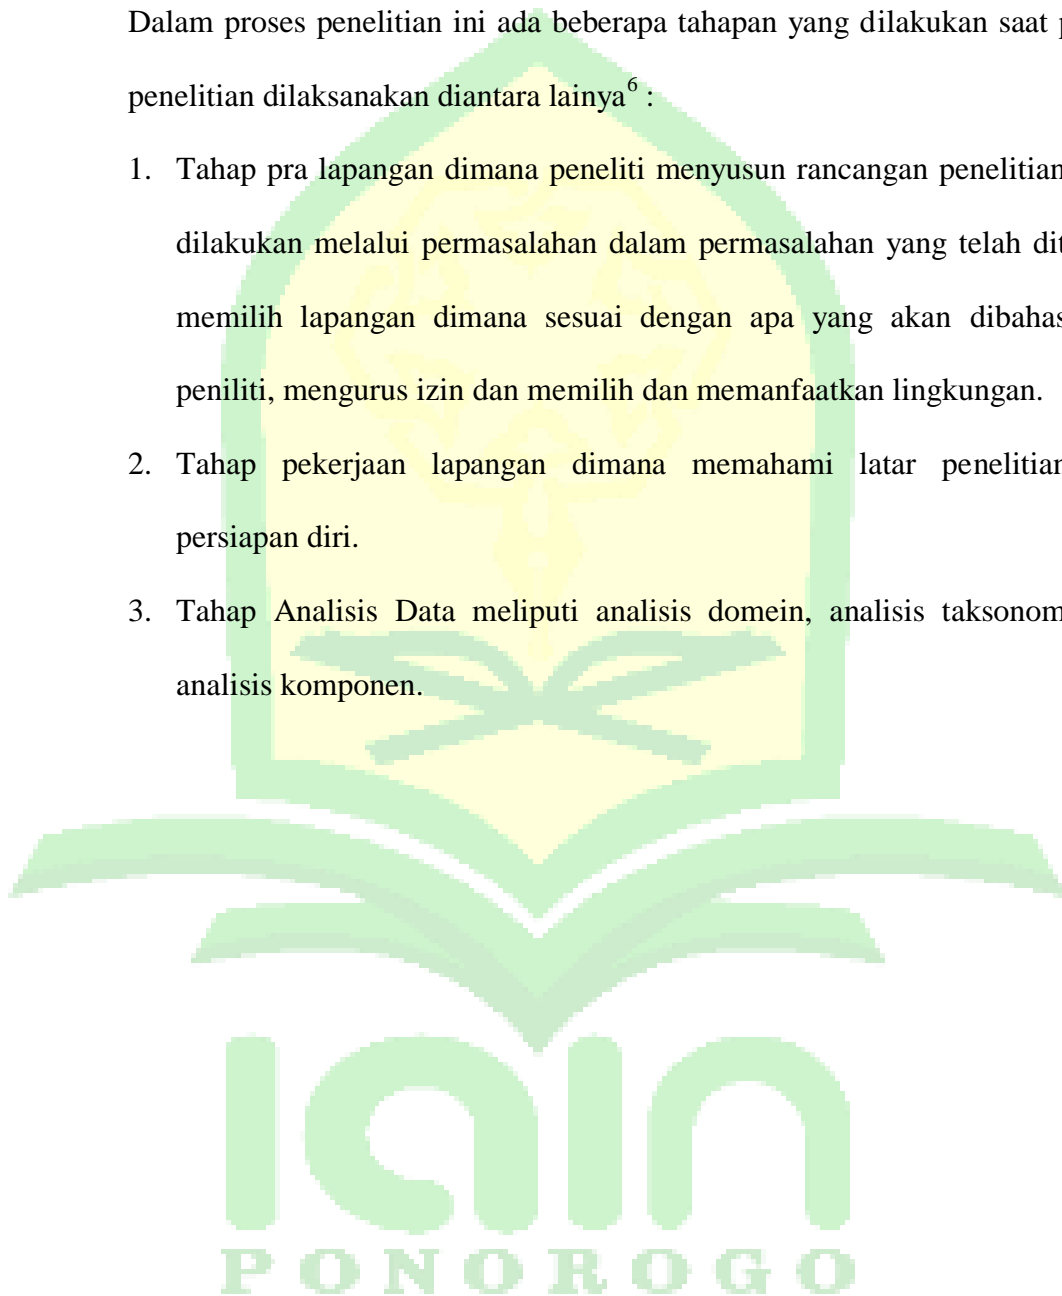 Dalam proses penelitian ini ada beberapa tahapan yang dilakukan saat
penelitian dilaksanakan diantara lainya⁶ :
1. Tahap pra lapangan dimana peneliti menyusun rancangan penelitian
dilakukan melalui permasalahan dalam permasalahan yang telah
memilih lapangan dimana sesuai dengan apa yang akan dibahas
peniliti, mengurus izin dan memilih dan memanfaatkan lingkungan.
2. Tahap pekerjaan lapangan dimana memahami latar penelitian
persiapan diri.
3. Tahap Analisis Data meliputi analisis domein, analisis
analisis komponen.
iain
PONOROGO